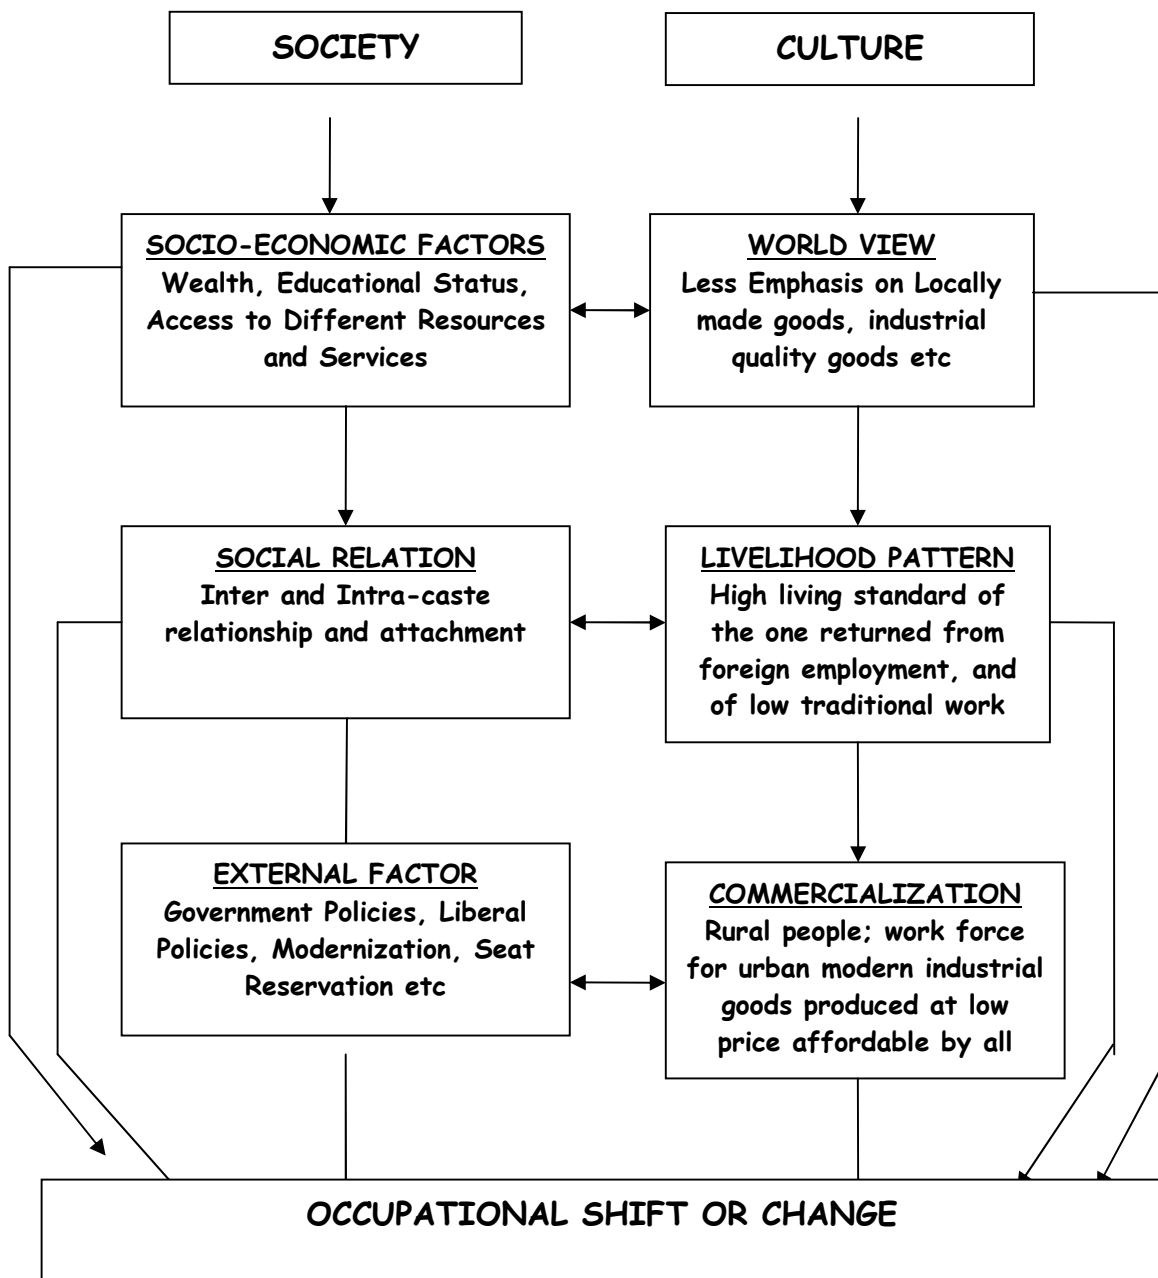 SOCIETY
CULTURE
SOCIO-ECONOMIC FACTORS
Wealth, Educational Status,
Access to Different Resources
and Services
WORLD VIEW
Less Emphasis on Locally
made goods, industrial
quality goods etc
SOCIAL RELATION
Inter and Intra-caste
relationship and attachment
LIVELIHOOD PATTERN
High living standard of
the one returned from
foreign employment, and
of low traditional work
EXTERNAL FACTOR
Government Policies, Liberal
Policies, Modernization, Seat
Reservation etc
COMMERCIALIZATION
Rural people; work force
for urban modern industrial
goods produced at low
price affordable by all
OCCUPATIONAL SHIFT OR CHANGE